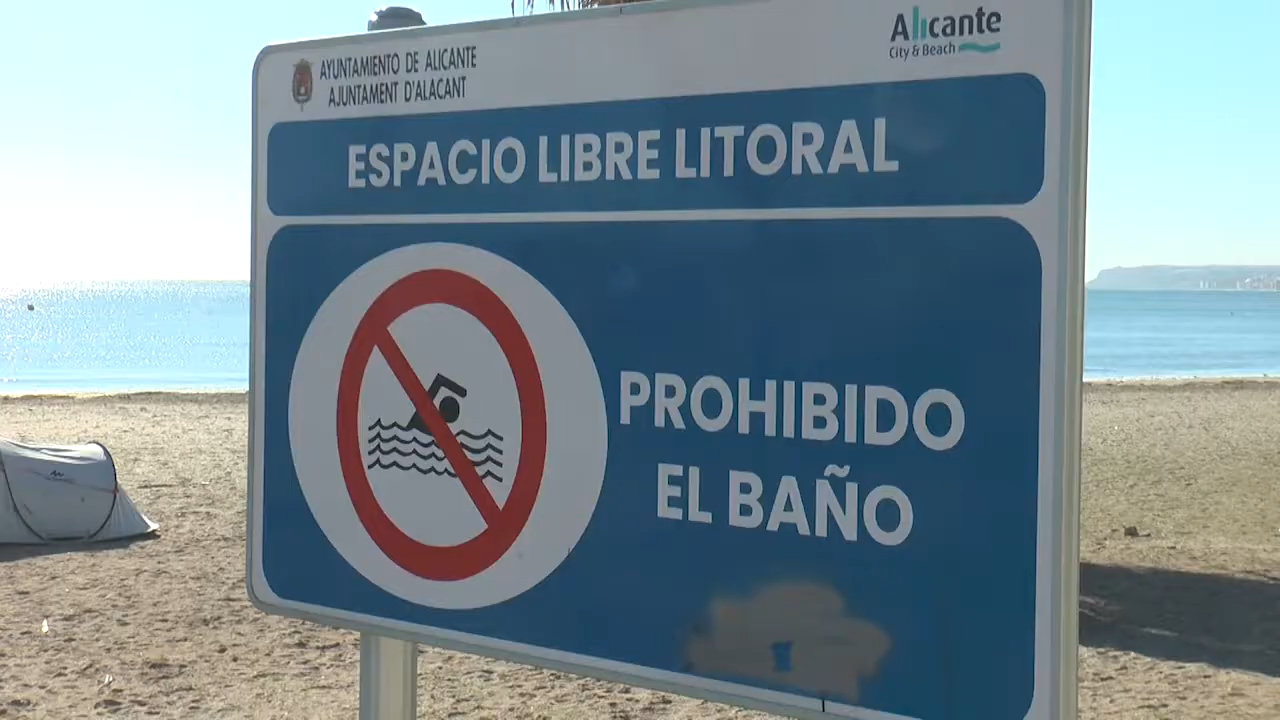 AYUNTAMIENTO DE ALICANTE
AJUNTAMENT D'ALACANT
Alicante
City & Beach
ESPACIO LIBRE LITORAL
PROHIBIDO
EL BAÑO